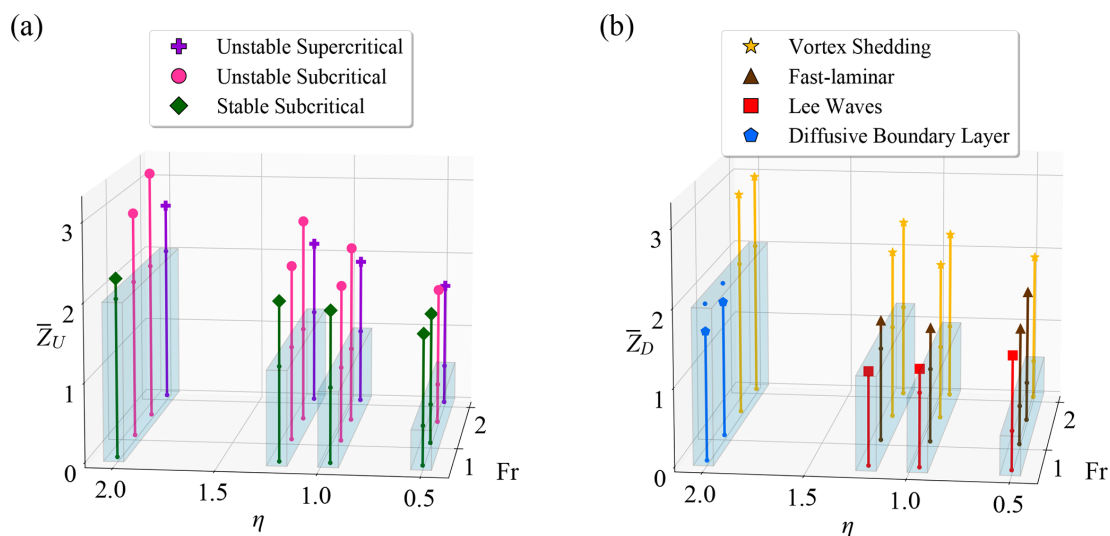 (a)
Unstable Supercritical
Unstable Subcritical
Stable Subcritical
3
2
1
0
Z̅_U
2.0
1.5
1.0
0.5
η
1
2
Fr
(b)
Vortex Shedding
Fast-laminar
Lee Waves
Diffusive Boundary Layer
3
2
1
0
Z̅_D
2.0
1.5
1.0
0.5
η
1
2
Fr